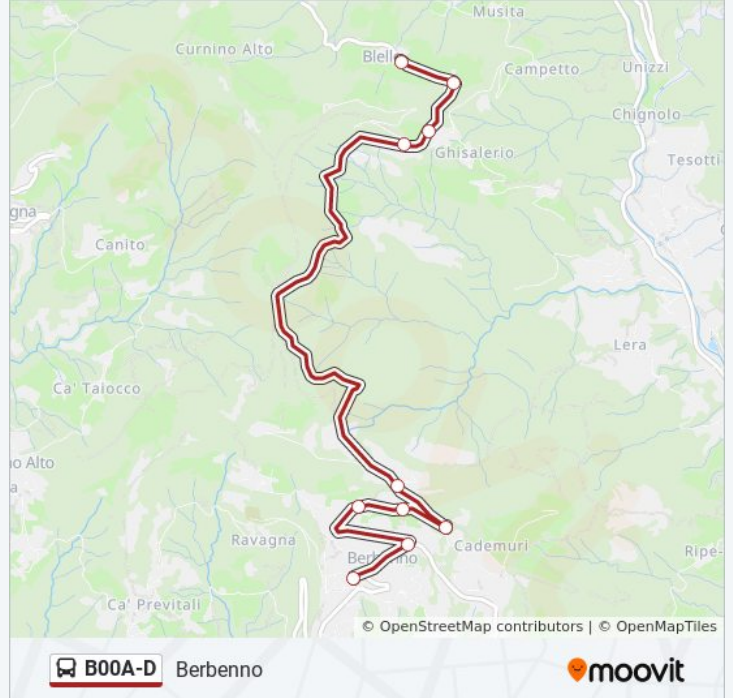 Musita
Curnino Alto
Blello
Campetto
Unizzi
Chignolo
Ghisalerio
Tesotti
gna
Canito
Lera
Ca' Taiocco
no Alto
a
Ravagna
Cademuri
Berbenno
Ripe-
Ca' Previtali
© OpenStreetMap contributors | © OpenMapTiles
B00A-D Berbenno
moovit